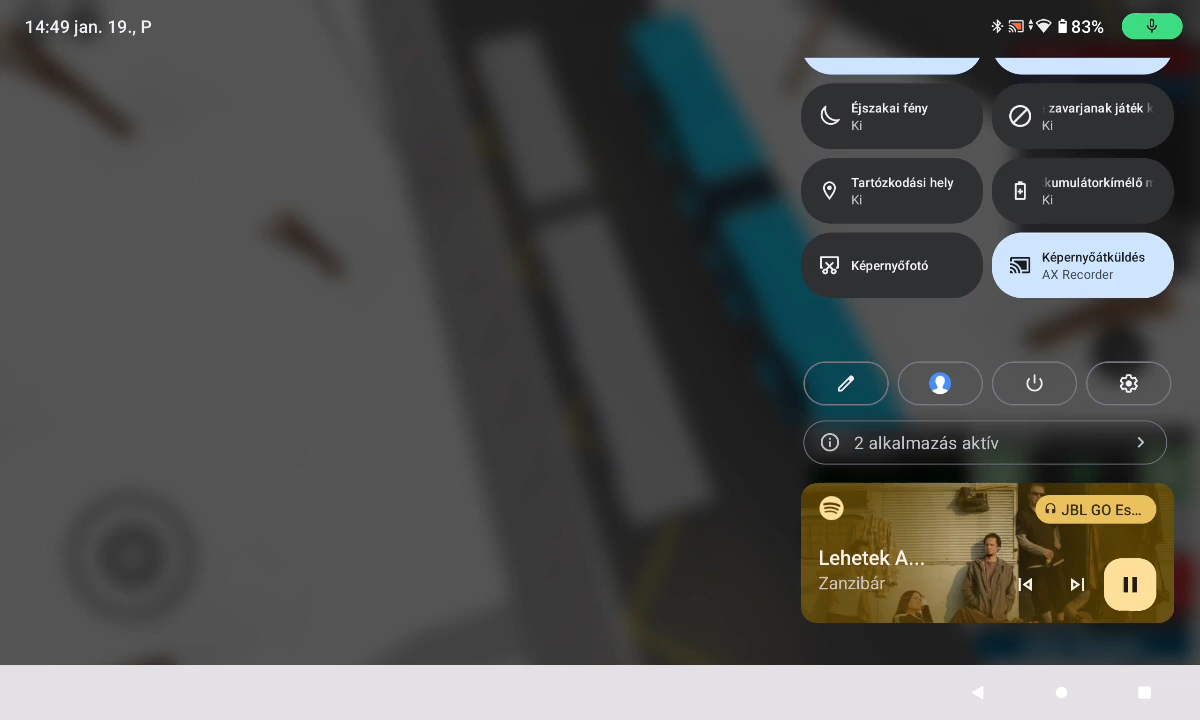 14:49 jan. 19., P
83%
Éjszakai fény
Ki
zavarjanak játék k
Ki
Tartózkodási hely
Ki
kumulátorkímélő m
Ki
Képernyőfotó
Képernyőátküldés
AX Recorder
2 alkalmazás aktív
JBL GO Es...
Lehetek A...
Zanzibár